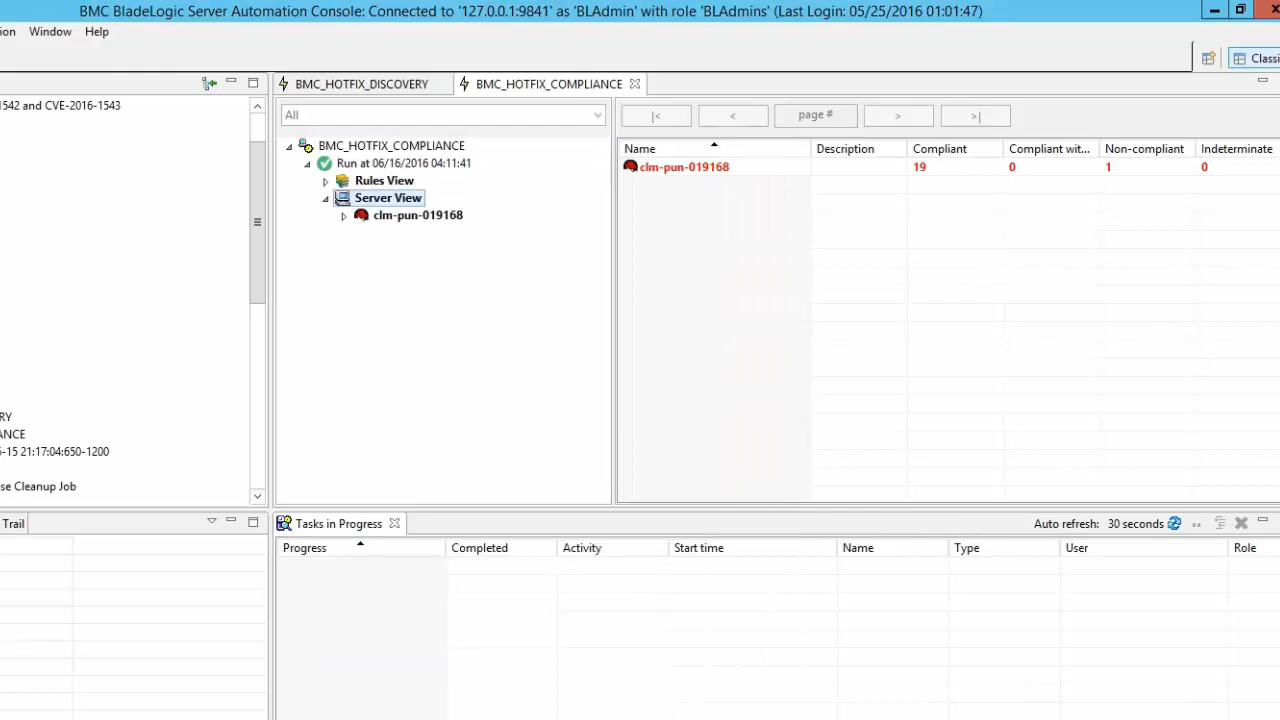 BMC BladeLogic Server Automation Console: Connected to '127.0.0.1:9841' as 'BLAdmin' with role 'BLAdmins' (Last Login: 05/25/2016 01:01:47)
ion Window Help
Classi
1542 and CVE-2016-1543
RY
ANCE
6-15 21:17:04:650-1200
se Cleanup Job
BMC_HOTFIX_DISCOVERY BMC_HOTFIX_COMPLIANCE
All
BMC_HOTFIX_COMPLIANCE
Run at 06/16/2016 04:11:41
Rules View
Server View
clm-pun-019168
|< < page # > >|
Name Description Compliant Compliant wit... Non-compliant Indeterminate
clm-pun-019168 19 0 1 0
Trail
Tasks in Progress Auto refresh: 30 seconds
Progress Completed Activity Start time Name Type User Role